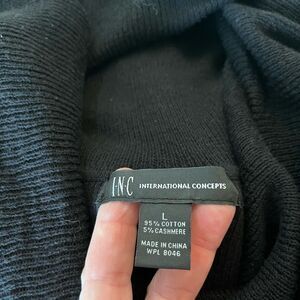 I·N·C INTERNATIONAL CONCEPTS
L
95% COTTON
5% CASHMERE
MADE IN CHINA
WPL 8046